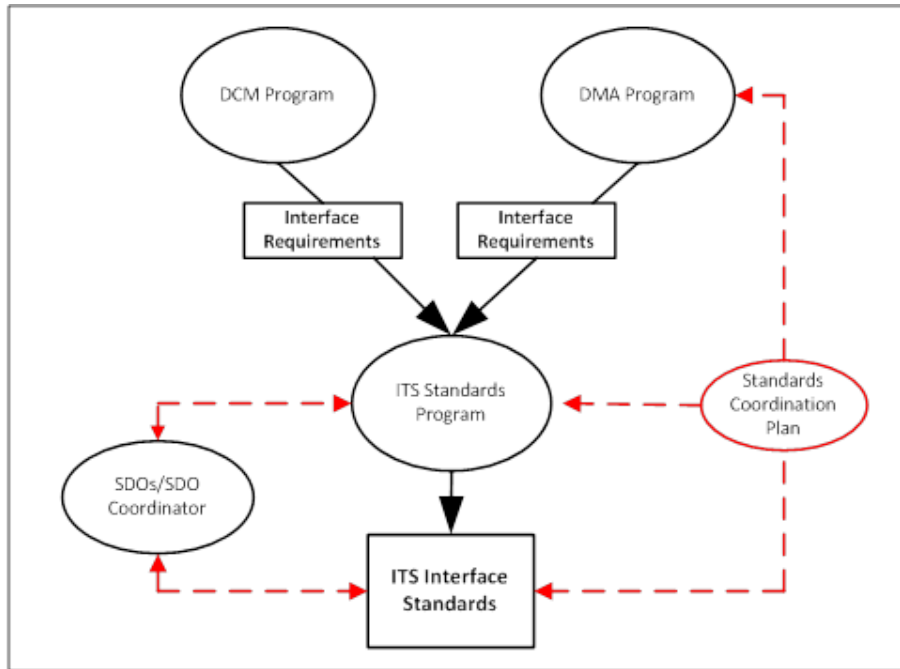 DCM Program
DMA Program
Interface
Requirements
Interface
Requirements
ITS Standards
Program
Standards
Coordination
Plan
SDOs/SDO
Coordinator
ITS Interface
Standards